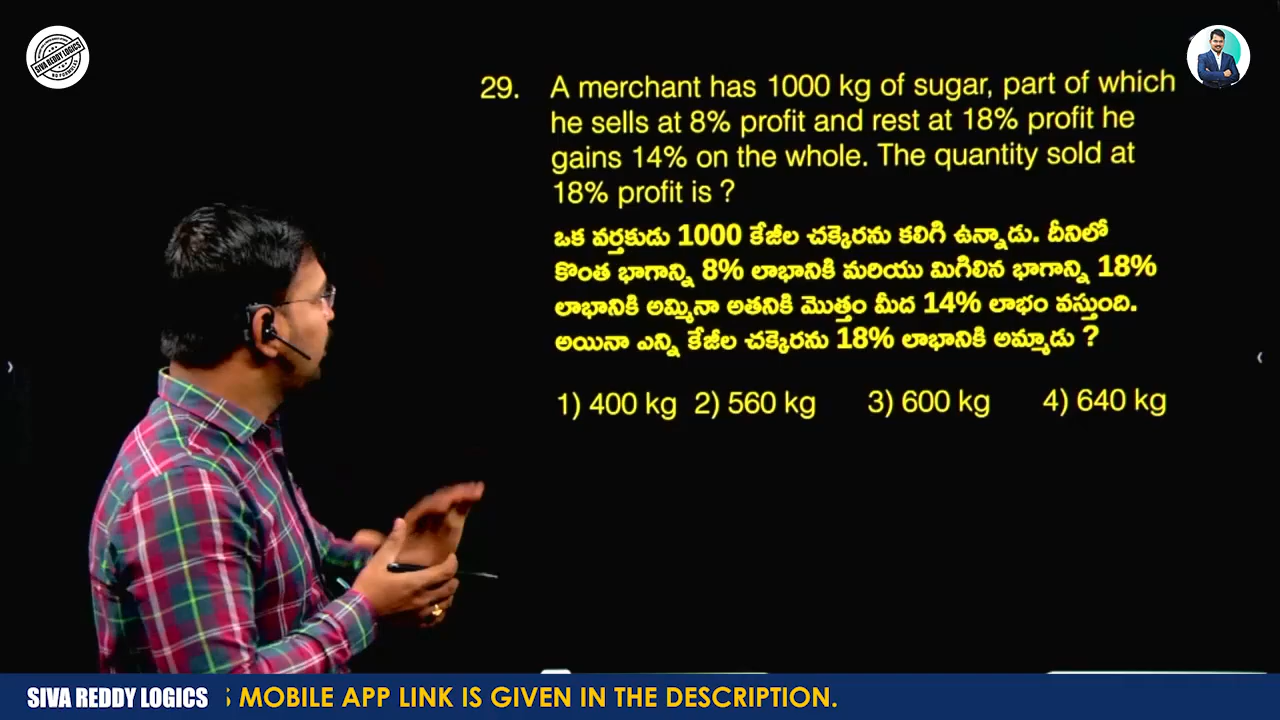 SIVA REDDY LOGICS
29. A merchant has 1000 kg of sugar, part of which
he sells at 8% profit and rest at 18% profit he
gains 14% on the whole. The quantity sold at
18% profit is ?
ఒక వర్తకుడు 1000 కేజీల చక్కెరను కలిగి ఉన్నాడు. దీనిలో
కొంత భాగాన్ని 8% లాభానికి మరియు మిగిలిన భాగాన్ని 18%
లాభానికి అమ్మినా అతనికి మొత్తం మీద 14% లాభం వస్తుంది.
అయినా ఎన్ని కేజీల చక్కెరను 18% లాభానికి అమ్మాడు ?
1) 400 kg 2) 560 kg 3) 600 kg 4) 640 kg
SIVA REDDY LOGICS MOBILE APP LINK IS GIVEN IN THE DESCRIPTION.